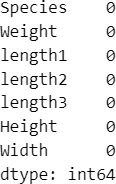 Species 0
Weight 0
length1 0
length2 0
length3 0
Height 0
Width 0
dtype: int64